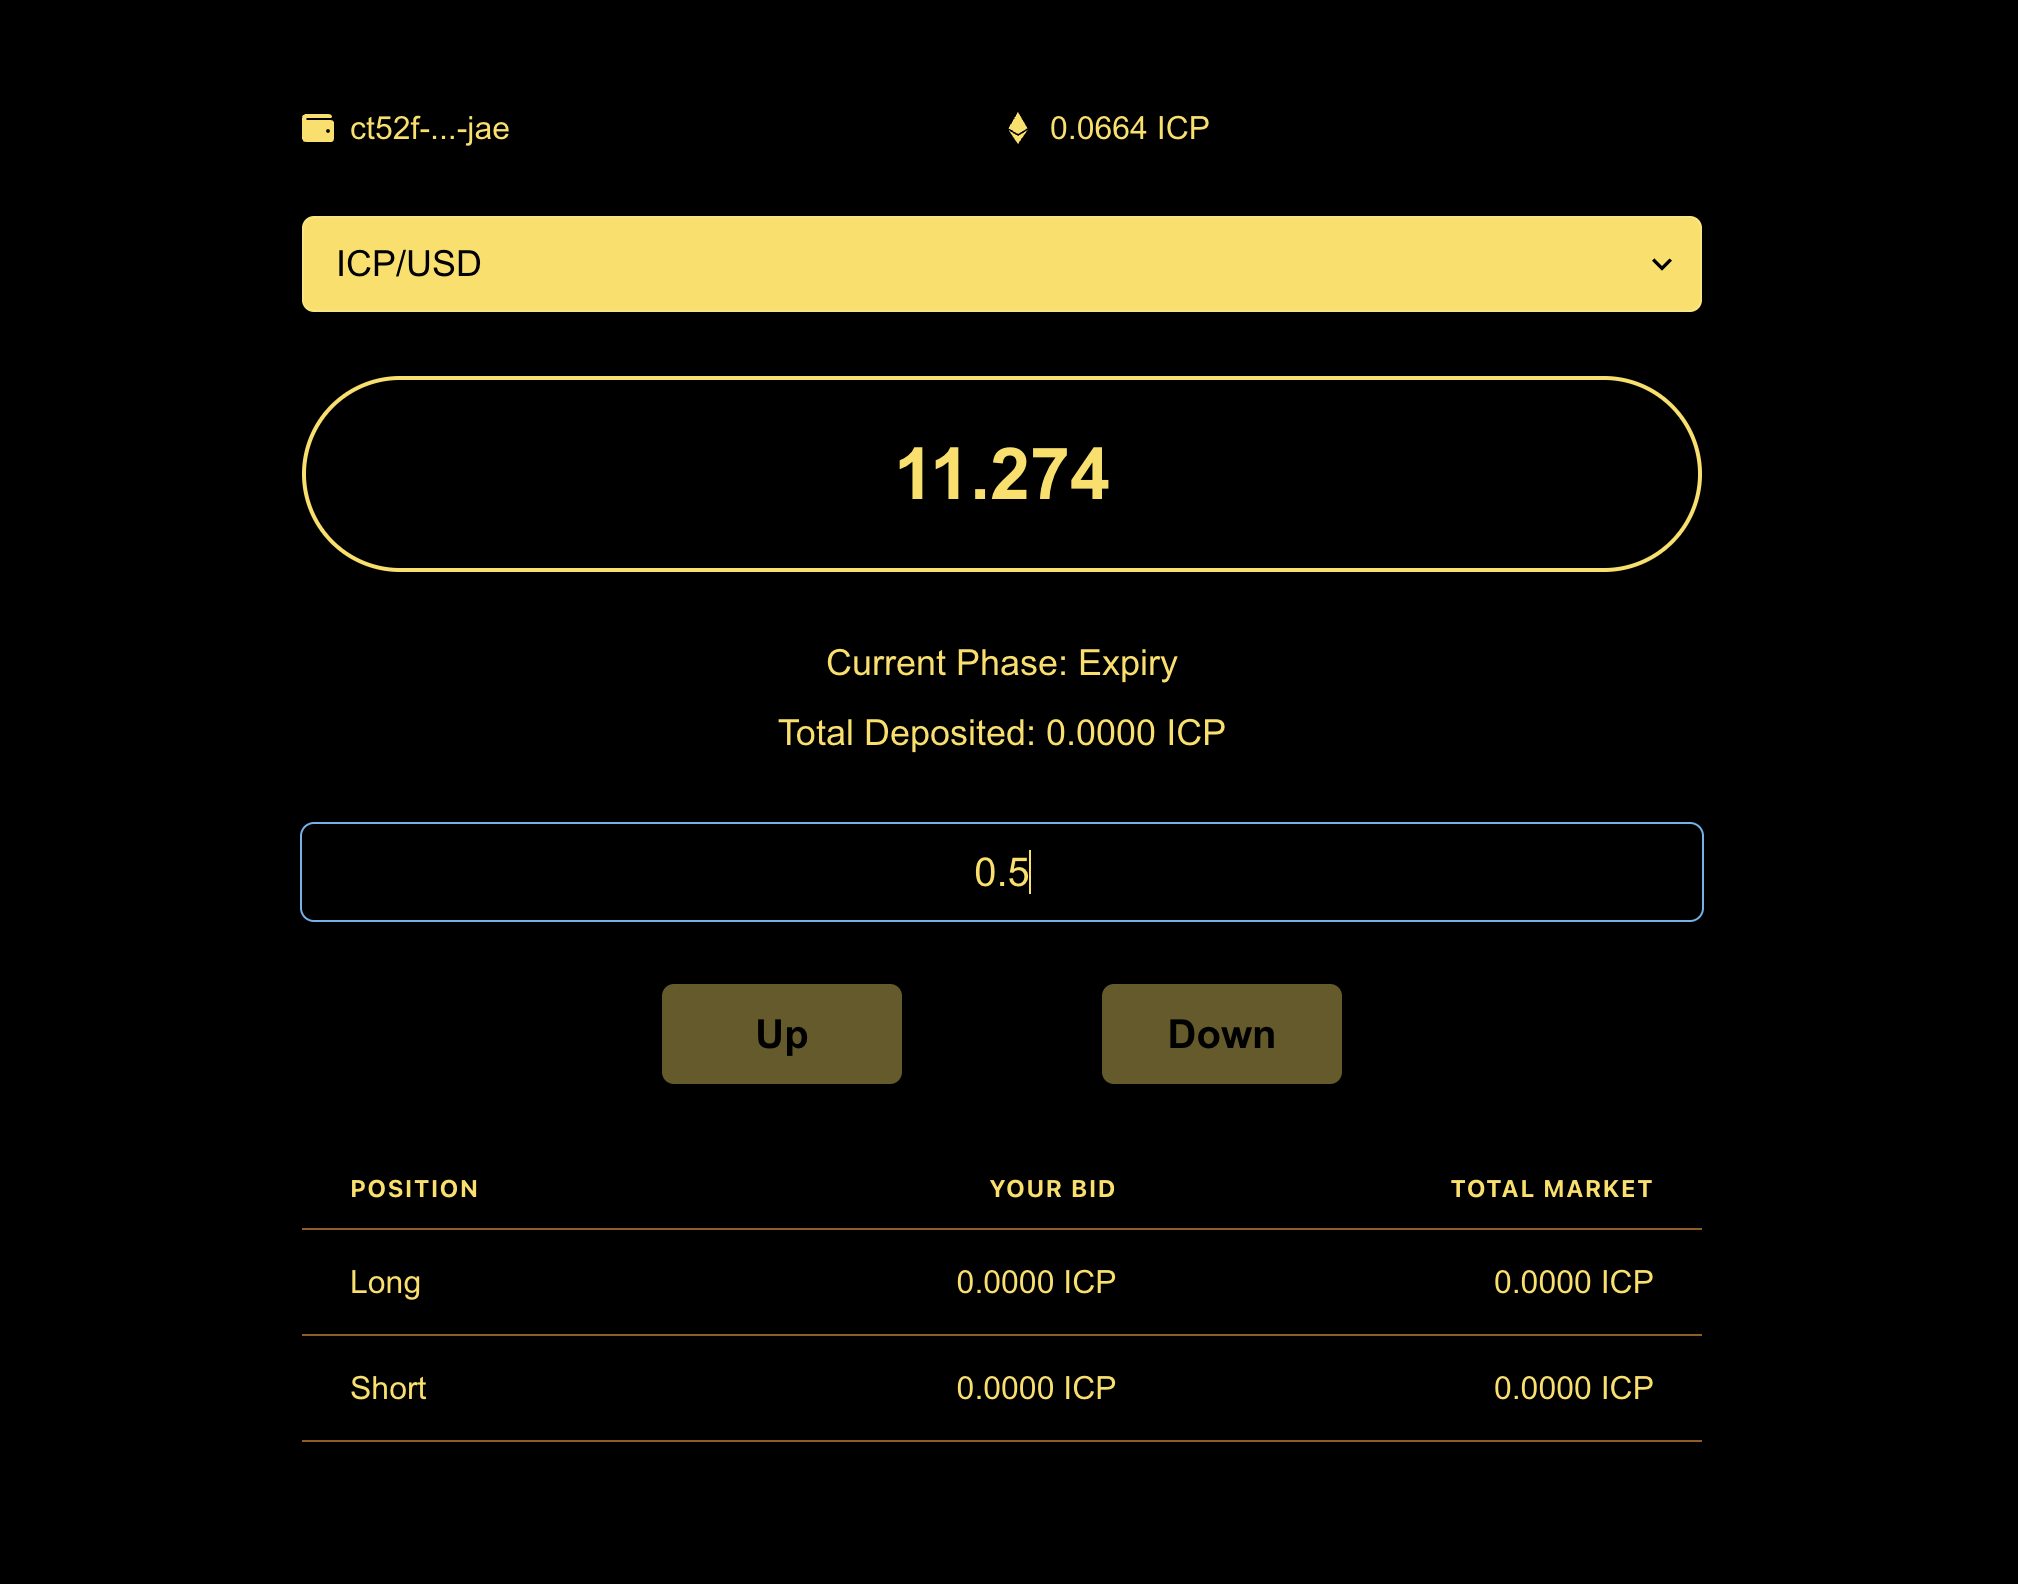 ct52f-...-jae 0.0664 ICP
ICP/USD
11.274
Current Phase: Expiry
Total Deposited: 0.0000 ICP
0.5
Up Down
POSITION YOUR BID TOTAL MARKET
Long 0.0000 ICP 0.0000 ICP
Short 0.0000 ICP 0.0000 ICP